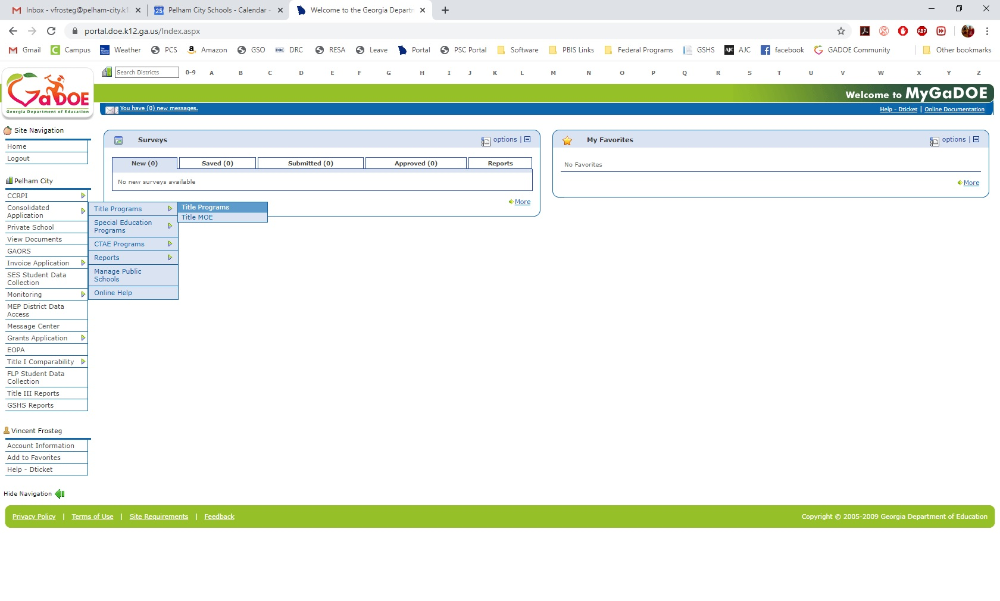 Inbox - vfrosteg@pelham-city.k1
Pelham City Schools - Calendar -
Welcome to the Georgia Departm
portal.doe.k12.ga.us/Index.aspx
Gmail Campus Weather PCS Amazon GSO DRC RESA Leave Portal PSC Portal Software PBIS Links Federal Programs GSHS AJC facebook GADOE Community Other bookmarks
Search Districts 0-9 A B C D E F G H I J K L M N O P Q R S T U V W X Y Z
GaDOE
Georgia Department of Education
Welcome to MyGaDOE
You have (0) new messages.
Help - Dticket | Online Documentation
Site Navigation
Home
Logout
Pelham City
CCRPI
Consolidated
Application
Private School
View Documents
GAORS
Invoice Application
SES Student Data
Collection
Monitoring
MEP District Data
Access
Message Center
Grants Application
EOPA
Title I Comparability
FLP Student Data
Collection
Title III Reports
GSHS Reports
Vincent Frosteg
Account Information
Add to Favorites
Help - Dticket
Hide Navigation
Title Programs
Special Education
Programs
CTAE Programs
Reports
Manage Public
Schools
Online Help
Title Programs
Title MOE
Surveys
options |
New (0) Saved (0) Submitted (0) Approved (0) Reports
No new surveys available
More
My Favorites
options |
No Favorites
More
Privacy Policy | Terms of Use | Site Requirements | Feedback
Copyright © 2005-2009 Georgia Department of Education